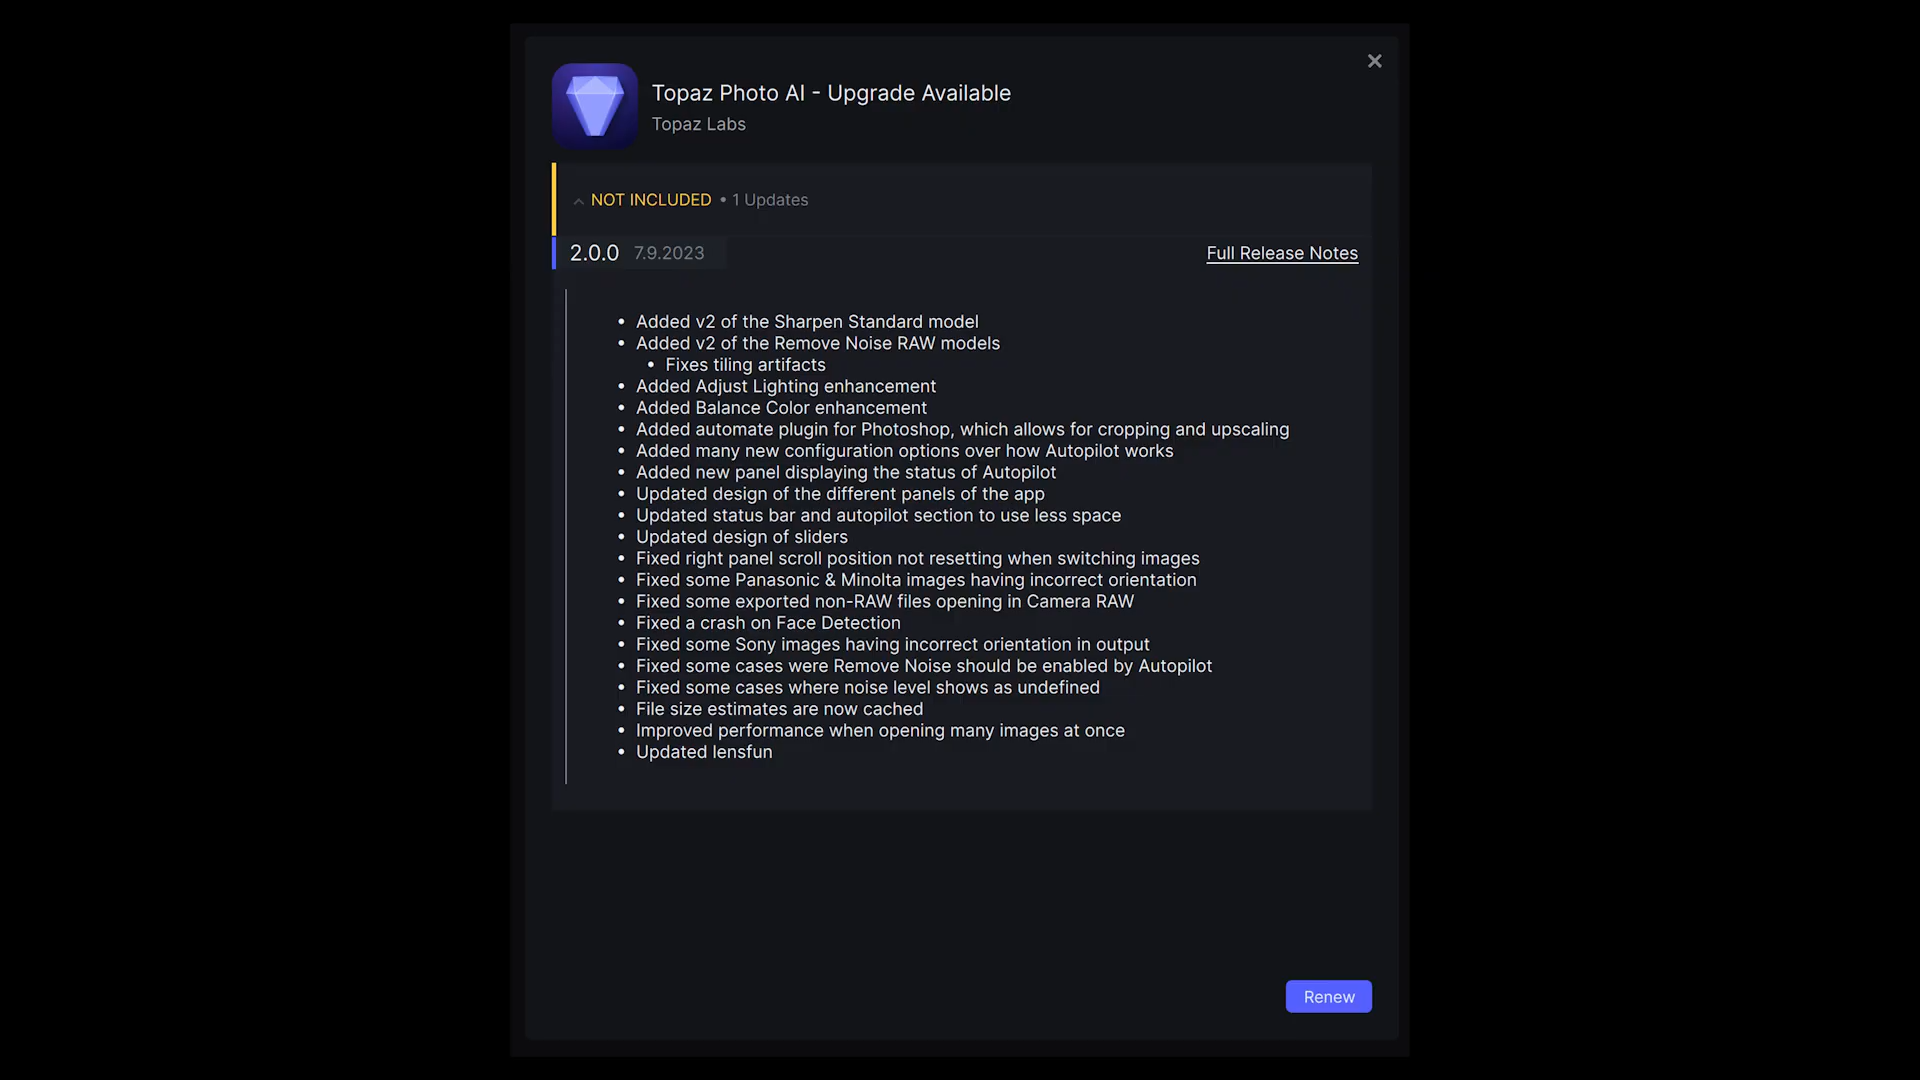 Topaz Photo AI - Upgrade Available
Topaz Labs
NOT INCLUDED • 1 Updates
2.0.0 7.9.2023 Full Release Notes
• Added v2 of the Sharpen Standard model
• Added v2 of the Remove Noise RAW models
• Fixes tiling artifacts
• Added Adjust Lighting enhancement
• Added Balance Color enhancement
• Added automate plugin for Photoshop, which allows for cropping and upscaling
• Added many new configuration options over how Autopilot works
• Added new panel displaying the status of Autopilot
• Updated design of the different panels of the app
• Updated status bar and autopilot section to use less space
• Updated design of sliders
• Fixed right panel scroll position not resetting when switching images
• Fixed some Panasonic & Minolta images having incorrect orientation
• Fixed some exported non-RAW files opening in Camera RAW
• Fixed a crash on Face Detection
• Fixed some Sony images having incorrect orientation in output
• Fixed some cases were Remove Noise should be enabled by Autopilot
• Fixed some cases where noise level shows as undefined
• File size estimates are now cached
• Improved performance when opening many images at once
• Updated lensfun
Renew